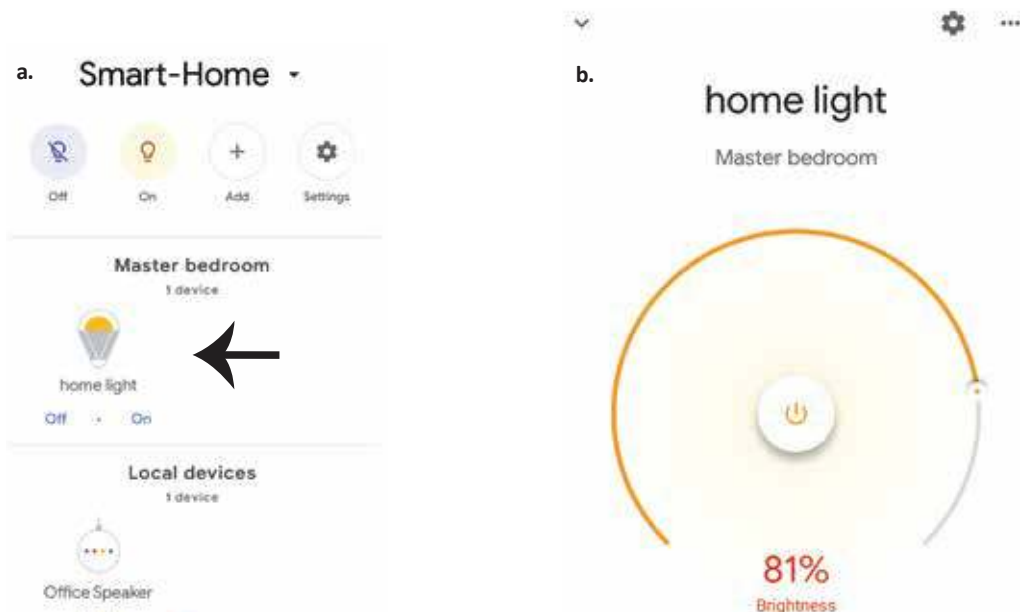 a.
Smart-Home
Off On Add Settings
Master bedroom
1 device
home light
Off • On
Local devices
1 device
Office Speaker
b.
home light
Master bedroom
81%
Brightness